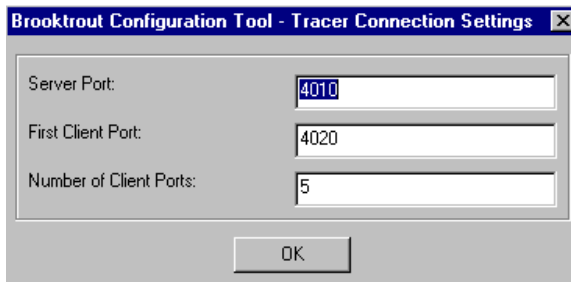 Brooktrout Configuration Tool - Tracer Connection Settings
Server Port: 4010
First Client Port: 4020
Number of Client Ports: 5
OK